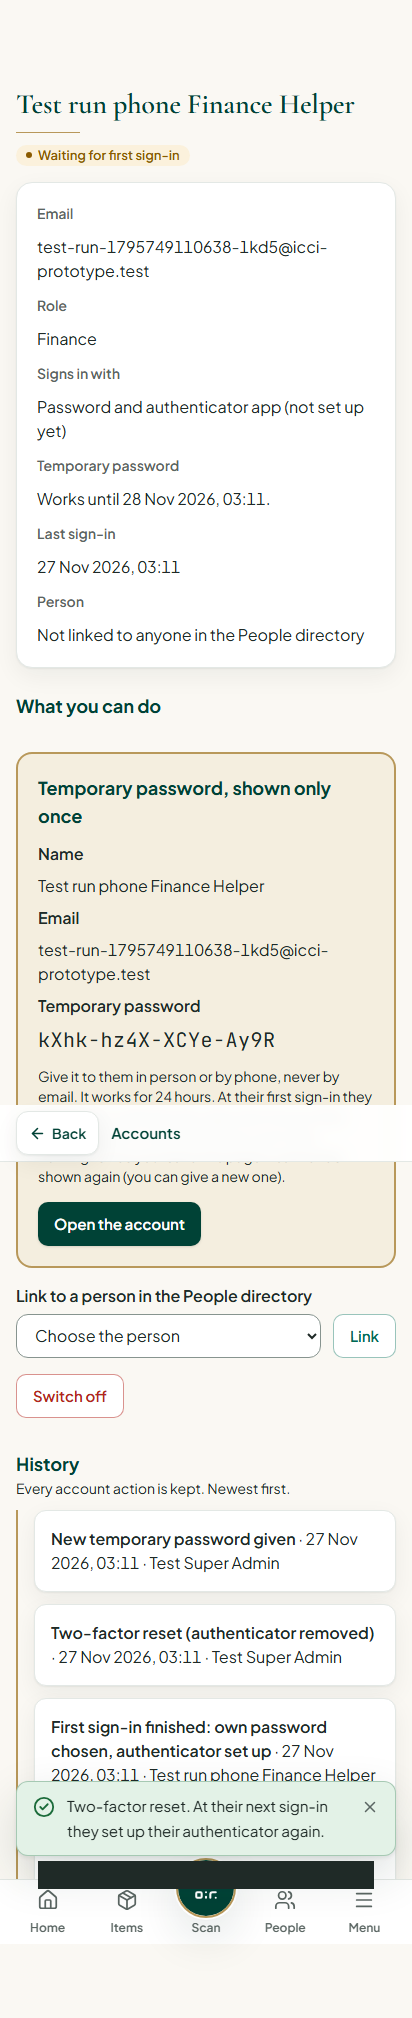 Test run phone Finance Helper
Waiting for first sign-in
Email
test-run-1795749110638-1kd5@icci-
prototype.test
Role
Finance
Signs in with
Password and authenticator app (not set up
yet)
Temporary password
Works until 28 Nov 2026, 03:11.
Last sign-in
27 Nov 2026, 03:11
Person
Not linked to anyone in the People directory
What you can do
Temporary password, shown only
once
Name
Test run phone Finance Helper
Email
test-run-1795749110638-1kd5@icci-
prototype.test
Temporary password
kXhk-hz4X-XCYe-Ay9R
Give it to them in person or by phone, never by
email. It works for 24 hours. At their first sign-in they
Back
Accounts
shown again (you can give a new one).
Open the account
Link to a person in the People directory
Choose the person
Link
Switch off
History
Every account action is kept. Newest first.
New temporary password given · 27 Nov
2026, 03:11 · Test Super Admin
Two-factor reset (authenticator removed)
· 27 Nov 2026, 03:11 · Test Super Admin
First sign-in finished: own password
chosen, authenticator set up · 27 Nov
2026, 03:11 · Test run phone Finance Helper
Two-factor reset. At their next sign-in
they set up their authenticator again.
Home
Items
Scan
People
Menu